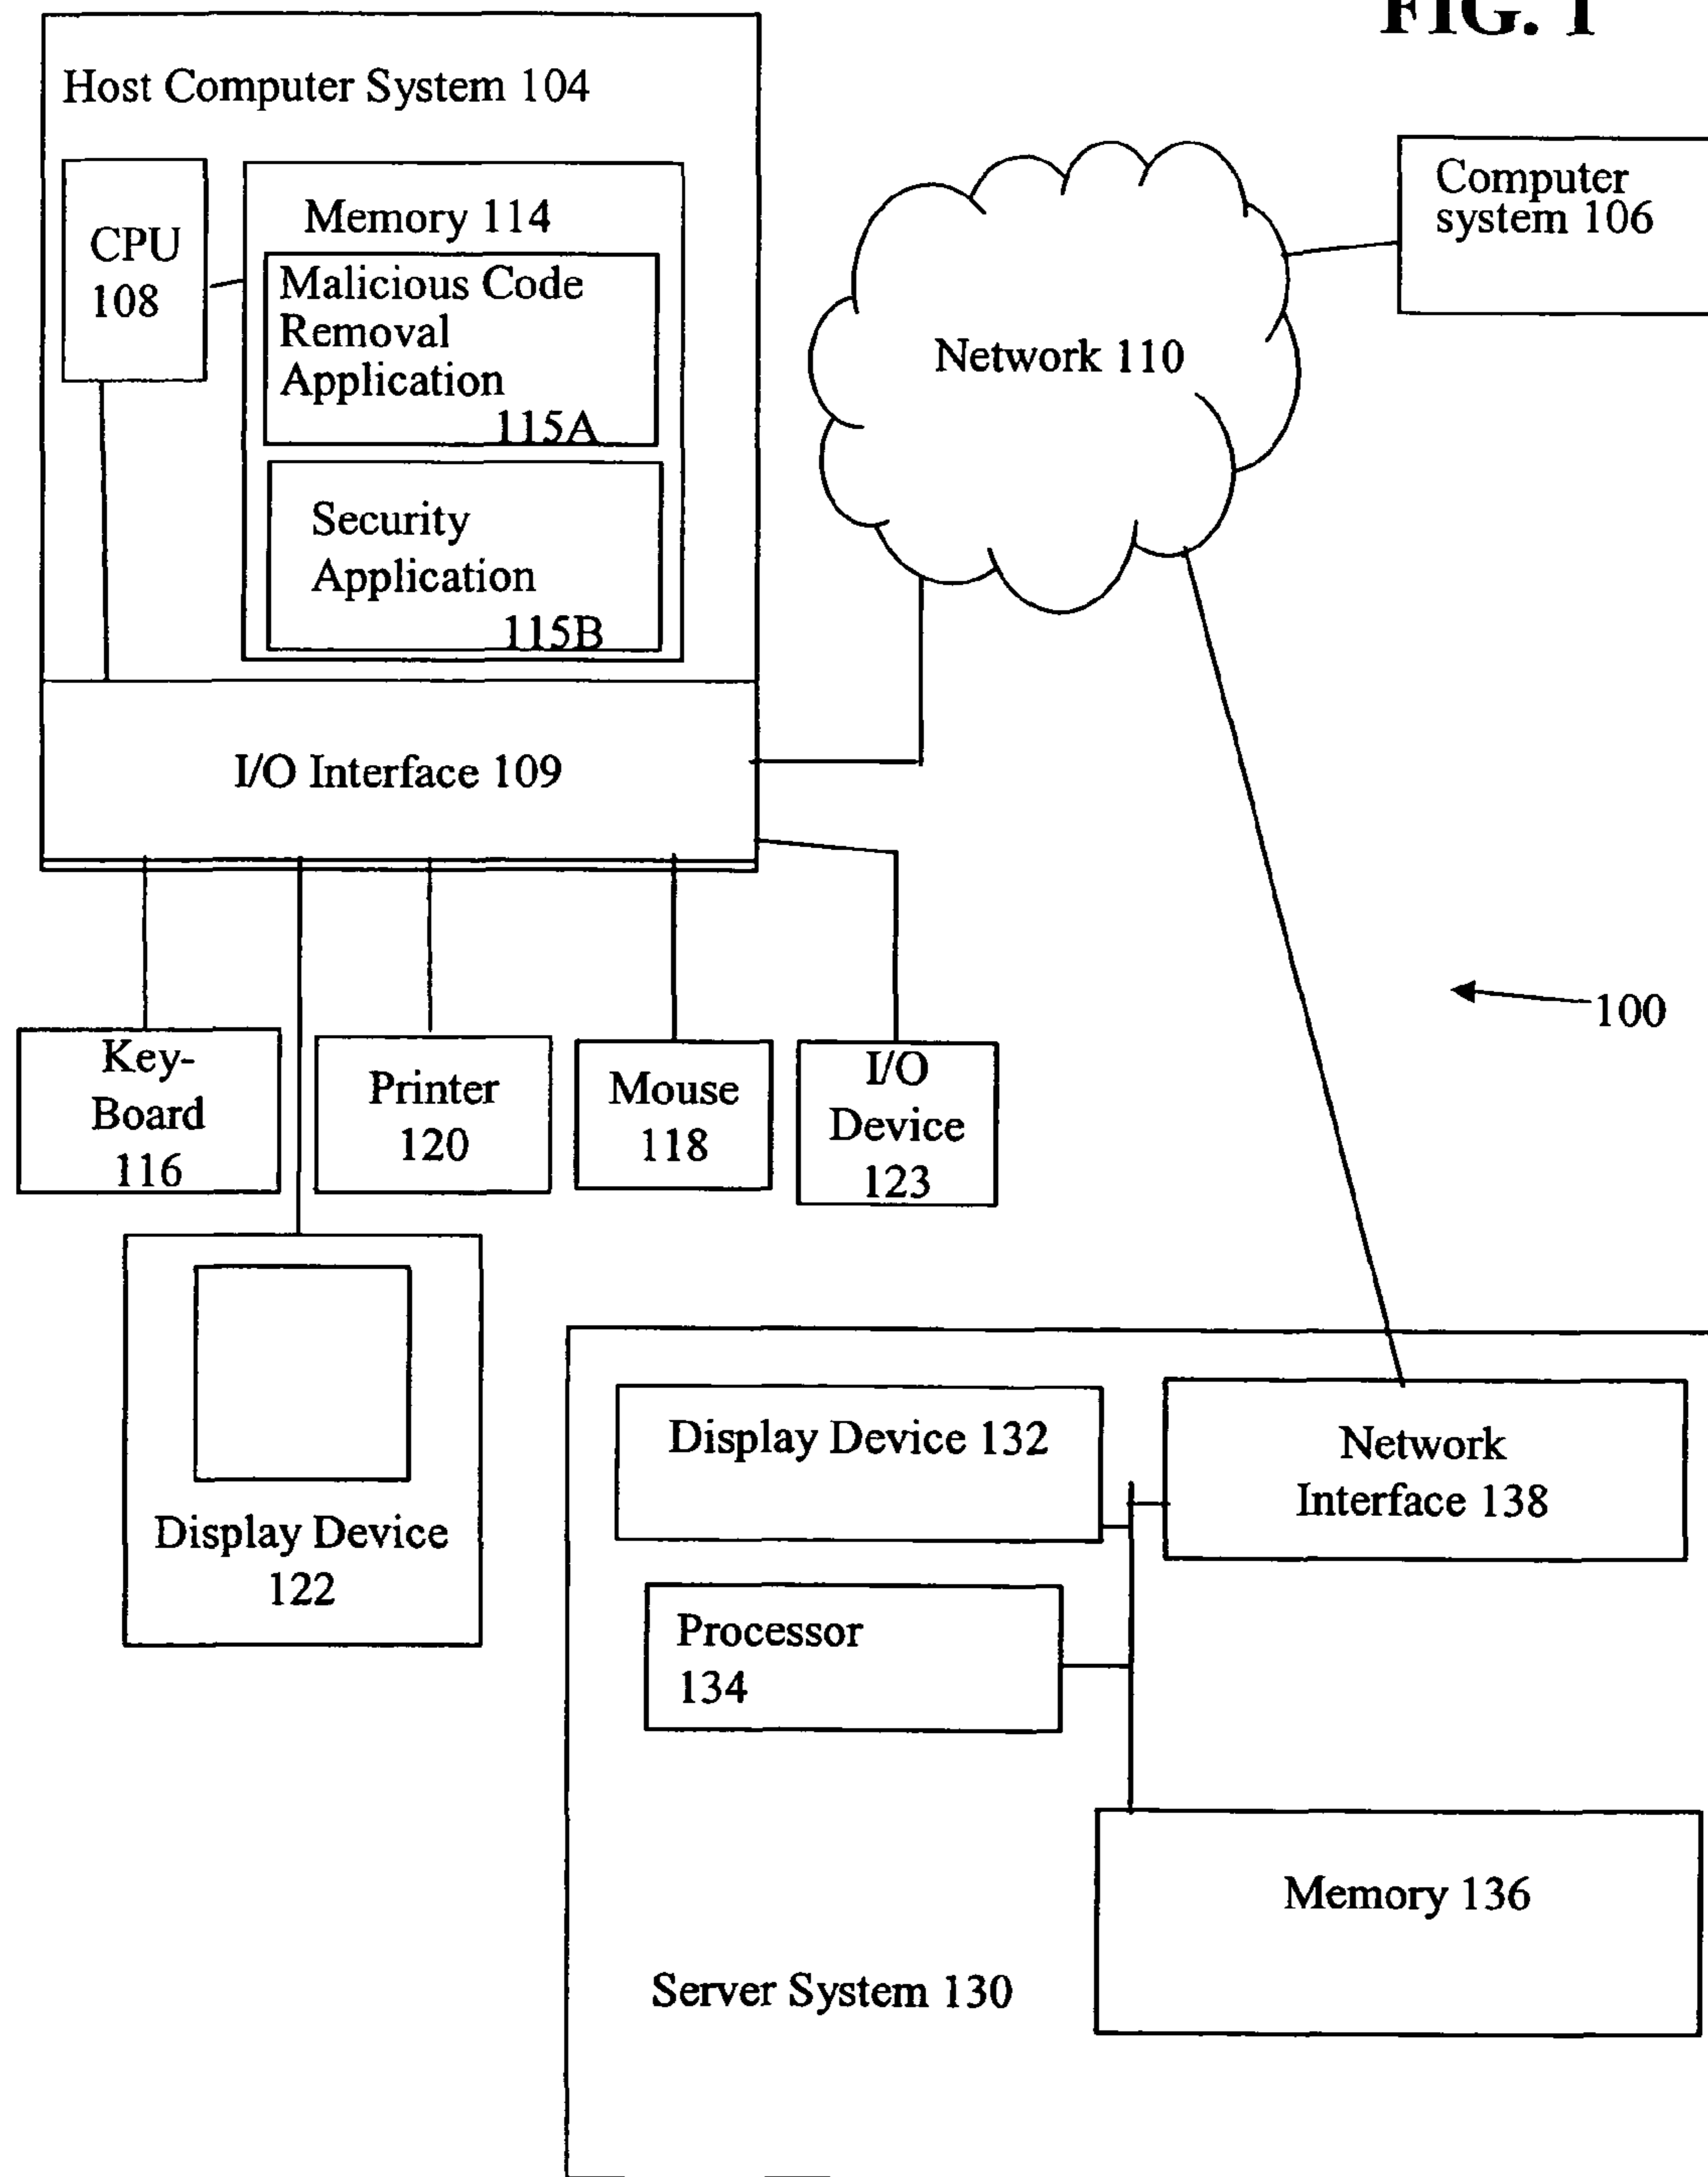 FIG. 1
Host Computer System 104
CPU
108
Memory 114
Malicious Code
Removal
Application
115A
Security
Application
115B
I/O Interface 109
Network 110
Computer
system 106
100
Key-
Board
116
Printer
120
Mouse
118
I/O
Device
123
Display Device
122
Display Device 132
Network
Interface 138
Processor
134
Memory 136
Server System 130